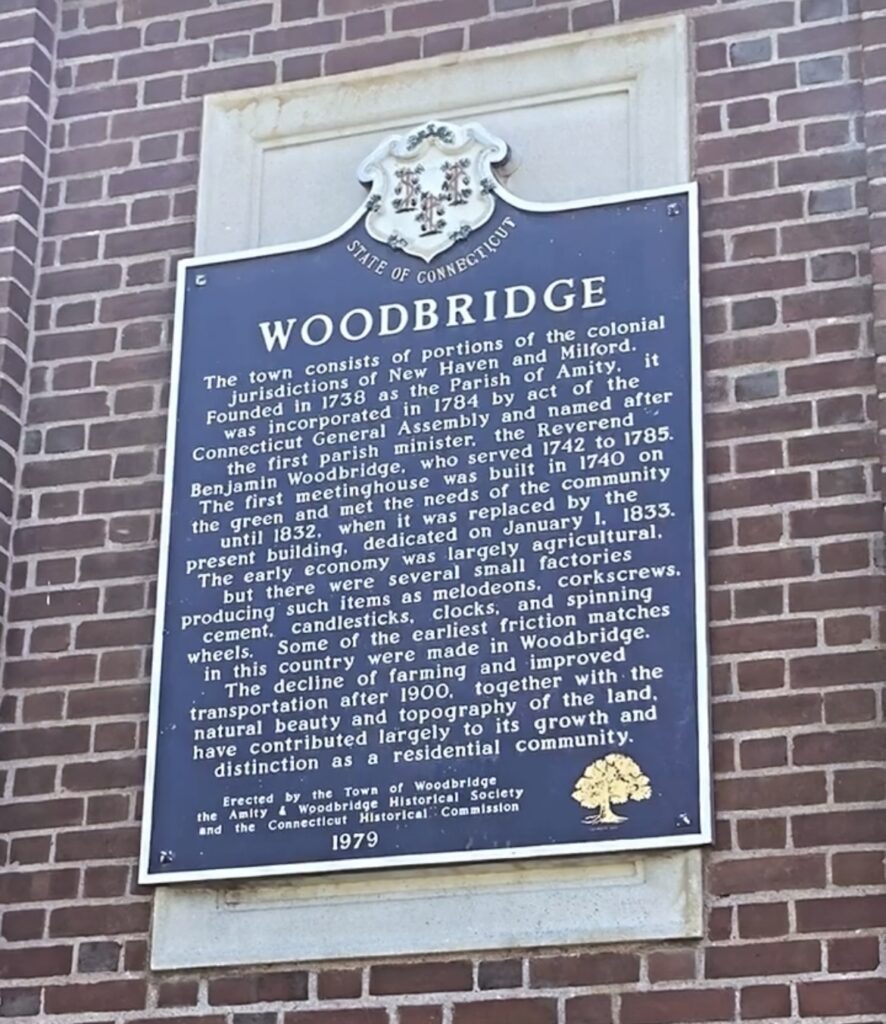 STATE OF CONNECTICUT
WOODBRIDGE
The town consists of portions of the colonial
jurisdictions of New Haven and Milford.
Founded in 1738 as the Parish of Amity, it
was incorporated in 1784 by act of the
Connecticut General Assembly and named after
the first parish minister, the Reverend
Benjamin Woodbridge, who served 1742 to 1785.
The first meetinghouse was built in 1740 on
the green and met the needs of the community
until 1832, when it was replaced by the
present building, dedicated on January 1, 1833.
The early economy was largely agricultural,
but there were several small factories
producing such items as melodeons, corkscrews,
cement, candlesticks, clocks, and spinning
wheels. Some of the earliest friction matches
in this country were made in Woodbridge.
The decline of farming and improved
transportation after 1900, together with the
natural beauty and topography of the land,
have contributed largely to its growth and
distinction as a residential community.
Erected by the Town of Woodbridge
the Amity & Woodbridge Historical Society
and the Connecticut Historical Commission
1979